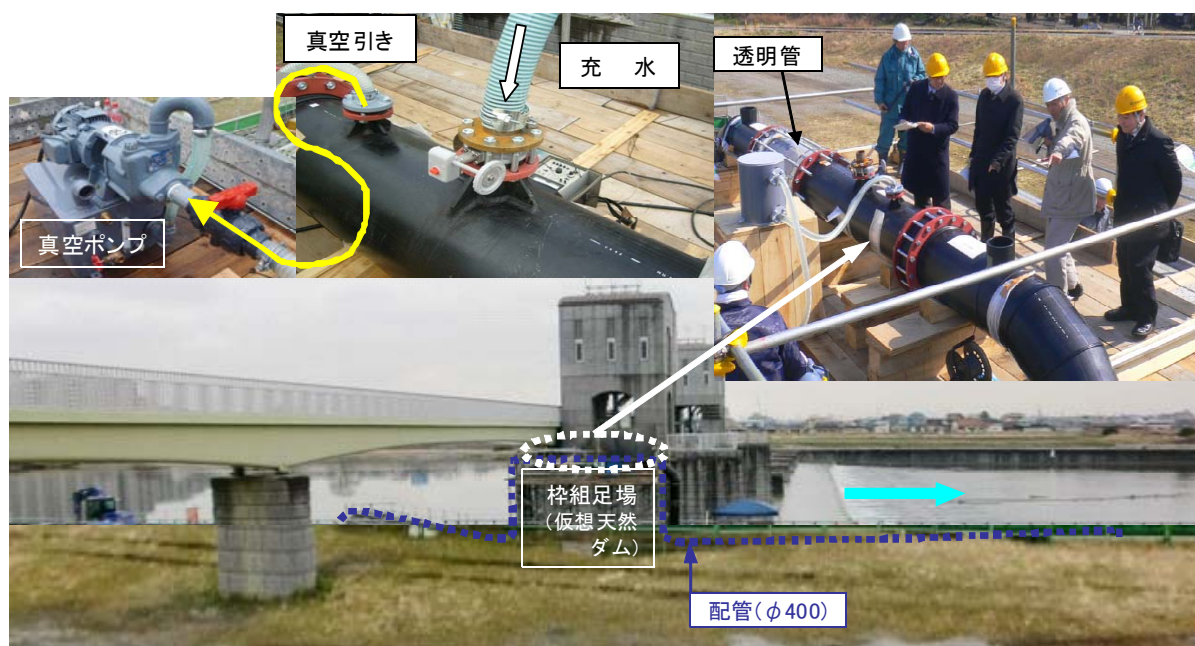 真空引き
充 水
透明管
真空ポンプ
枠組足場
(仮想天然
ダム)
配管(φ400)